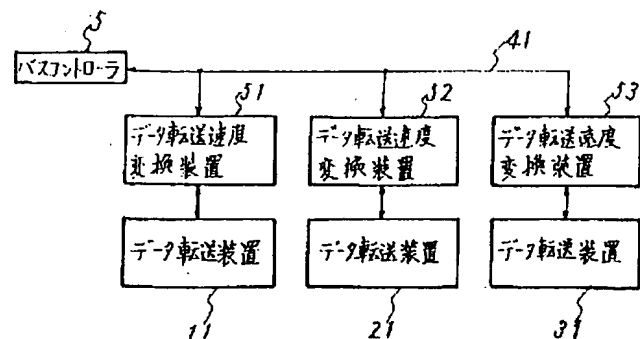 5
41
バスコントローラ
51
52
53
データ転送速度
変換装置
データ転送速度
変換装置
データ転送速度
変換装置
データ転送装置
データ転送装置
データ転送装置
11
21
31